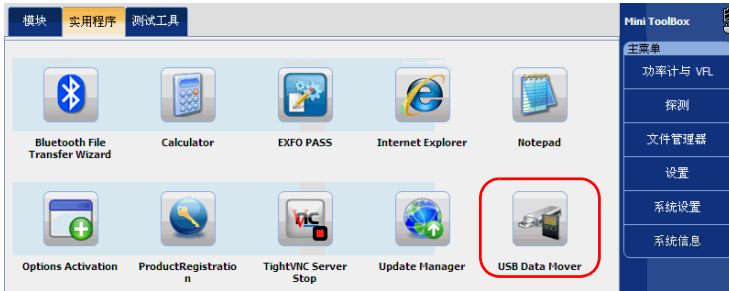 模块 实用程序 测试工具
Bluetooth File
Transfer Wizard
Calculator
EXFO PASS
Internet Explorer
Notepad
Options Activation
ProductRegistratio
n
TightVNC Server
Stop
Update Manager
USB Data Mover
Mini ToolBox
主菜单
功率计与 VFL
探测
文件管理器
设置
系统设置
系统信息